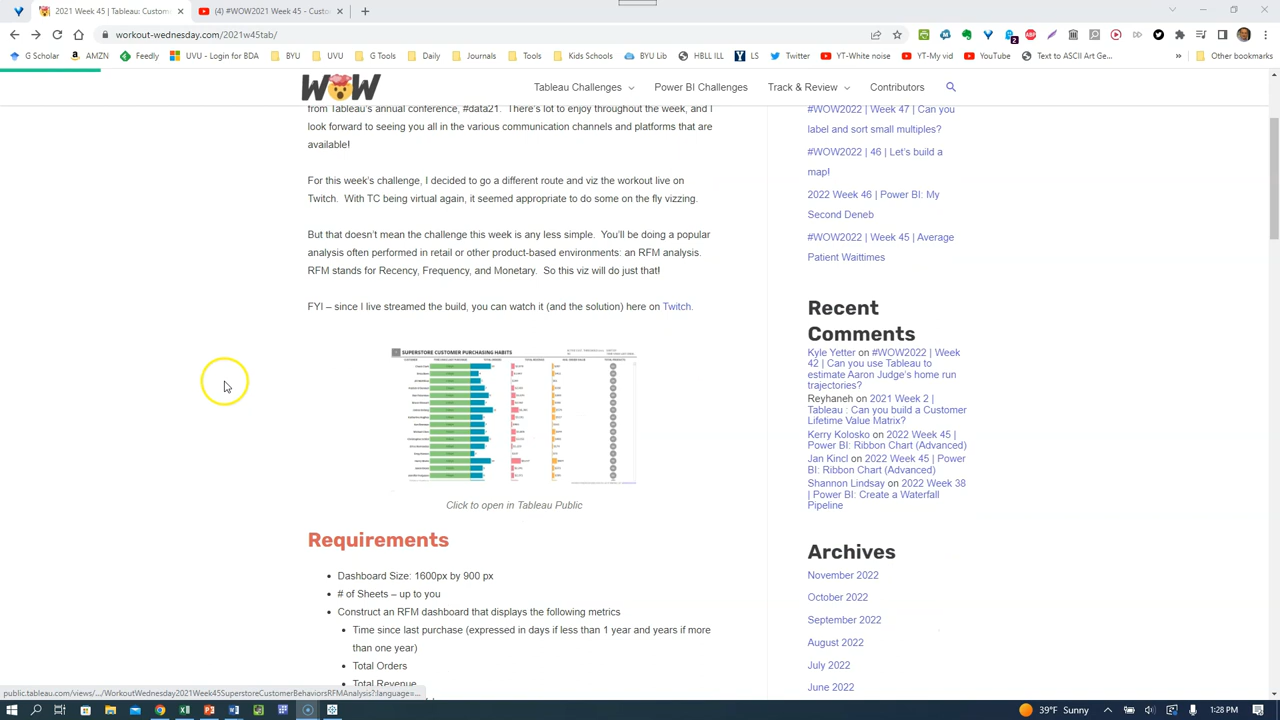 2021 Week 45 | Tableau: Custom
(4) #WOW2021 Week 45 - Custo
workout-wednesday.com/2021w45tab/
G Scholar
AMZN
Feedly
UVU - Login for BDA
BYU
UVU
G Tools
Daily
Journals
Tools
Kids Schools
BYU Lib
HBLL ILL
LS
Twitter
YT-White noise
YT-My vid
YouTube
Text to ASCII Art Ge...
Other bookmarks
WOW
Tableau Challenges
Power BI Challenges
Track & Review
Contributors
from Tableau's annual conference, #data21. There's lot to enjoy throughout the week, and I
look forward to seeing you all in the various communication channels and platforms that are
available!
For this week's challenge, I decided to go a different route and viz the workout live on
Twitch. With TC being virtual again, it seemed appropriate to do some on the fly vizzing.
But that doesn't mean the challenge this week is any less simple. You'll be doing a popular
analysis often performed in retail or other product-based environments: an RFM analysis.
RFM stands for Recency, Frequency, and Monetary. So this viz will do just that!
FYI – since I live streamed the build, you can watch it (and the solution) here on Twitch.
SUPERSTORE CUSTOMER PURCHASING HABITS
Click to open in Tableau Public
Requirements
Dashboard Size: 1600px by 900 px
# of Sheets – up to you
Construct an RFM dashboard that displays the following metrics
Time since last purchase (expressed in days if less than 1 year and years if more
than one year)
Total Orders
Total Revenue
#WOW2022 | Week 47 | Can you
label and sort small multiples?
#WOW2022 | 46 | Let's build a
map!
2022 Week 46 | Power BI: My
Second Deneb
#WOW2022 | Week 45 | Average
Patient Waittimes
Recent
Comments
Kyle Yetter on #WOW2022 | Week
42 | Can you use Tableau to
estimate Aaron Judge's home run
trajectories?
Reyhaneh on 2021 Week 2 |
Tableau : Can you build a Customer
Lifetime Value Matrix?
Kerry Kolosko on 2022 Week 45 |
Power BI: Ribbon Chart (Advanced)
Jan Kincl on 2022 Week 45 | Power
BI: Ribbon Chart (Advanced)
Shannon Lindsay on 2022 Week 38
| Power BI: Create a Waterfall
Pipeline
Archives
November 2022
October 2022
September 2022
August 2022
July 2022
June 2022
public.tableau.com/views/.../WorkoutWednesday2021Week45SuperstoreCustomerBehaviorsRFMAnalysis?:language=...
39°F Sunny
1:28 PM